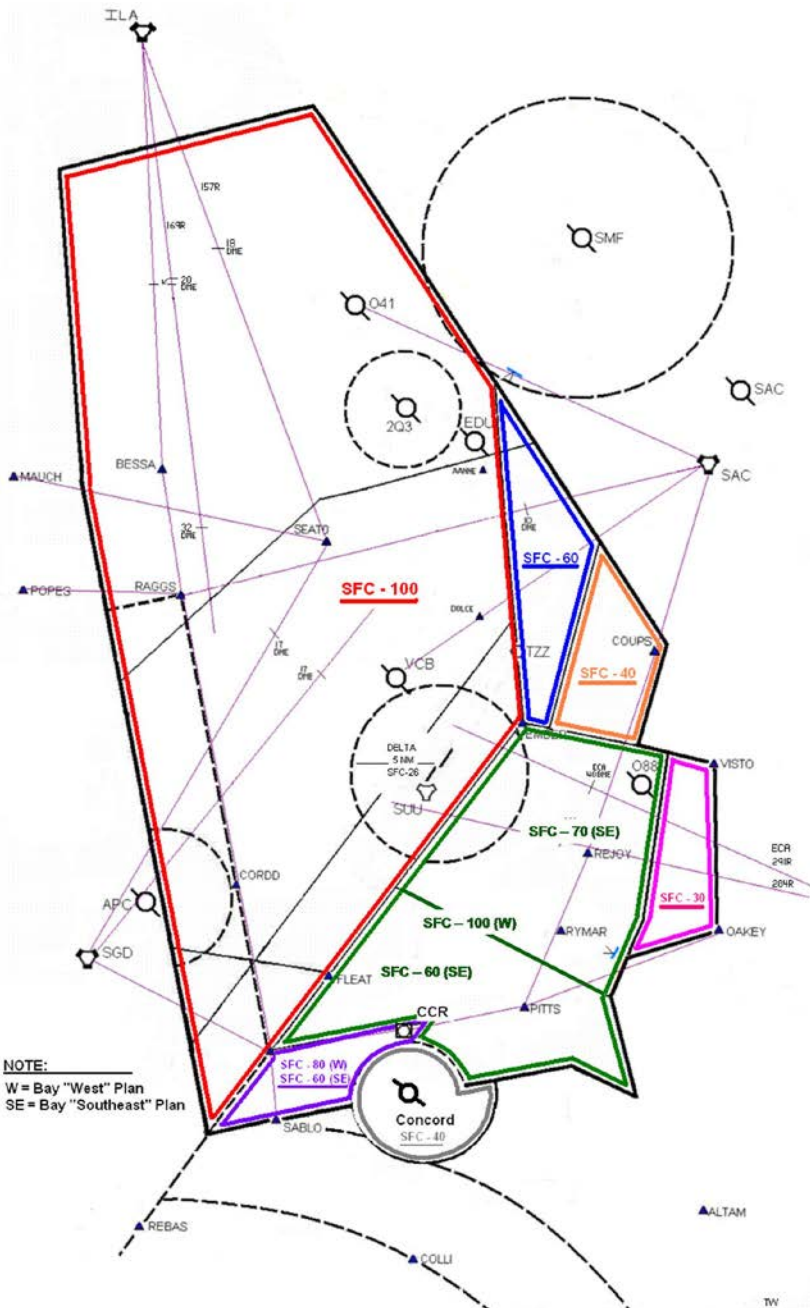 ILA
157R
169R
18
DME
20
DME
SMF
O41
2Q3
EDU
SAC
AANNE
SAC
MAUCH
BESSA
10
DME
32
DME
SEATO
SFC - 60
POPES
RAGGS
SFC - 100
DOLCE
SFC - 40
COUPS
17
DME
17
DME
VCB
TZZ
EMBER
DELTA
5 NM
SFC-26
SUU
ECA
O88
VISTO
SFC – 70 (SE)
REJOY
ECA
291R
284R
CORDD
APC
SFC – 100 (W)
SFC - 30
SGD
RYMAR
OAKEY
FLEAT
SFC – 60 (SE)
PITTS
CCR
NOTE:
W = Bay "West" Plan
SE = Bay "Southeast" Plan
SFC - 80 (W)
SFC - 60 (SE)
SABLO
Concord
SFC - 40
REBAS
ALTAM
COLLI
TW